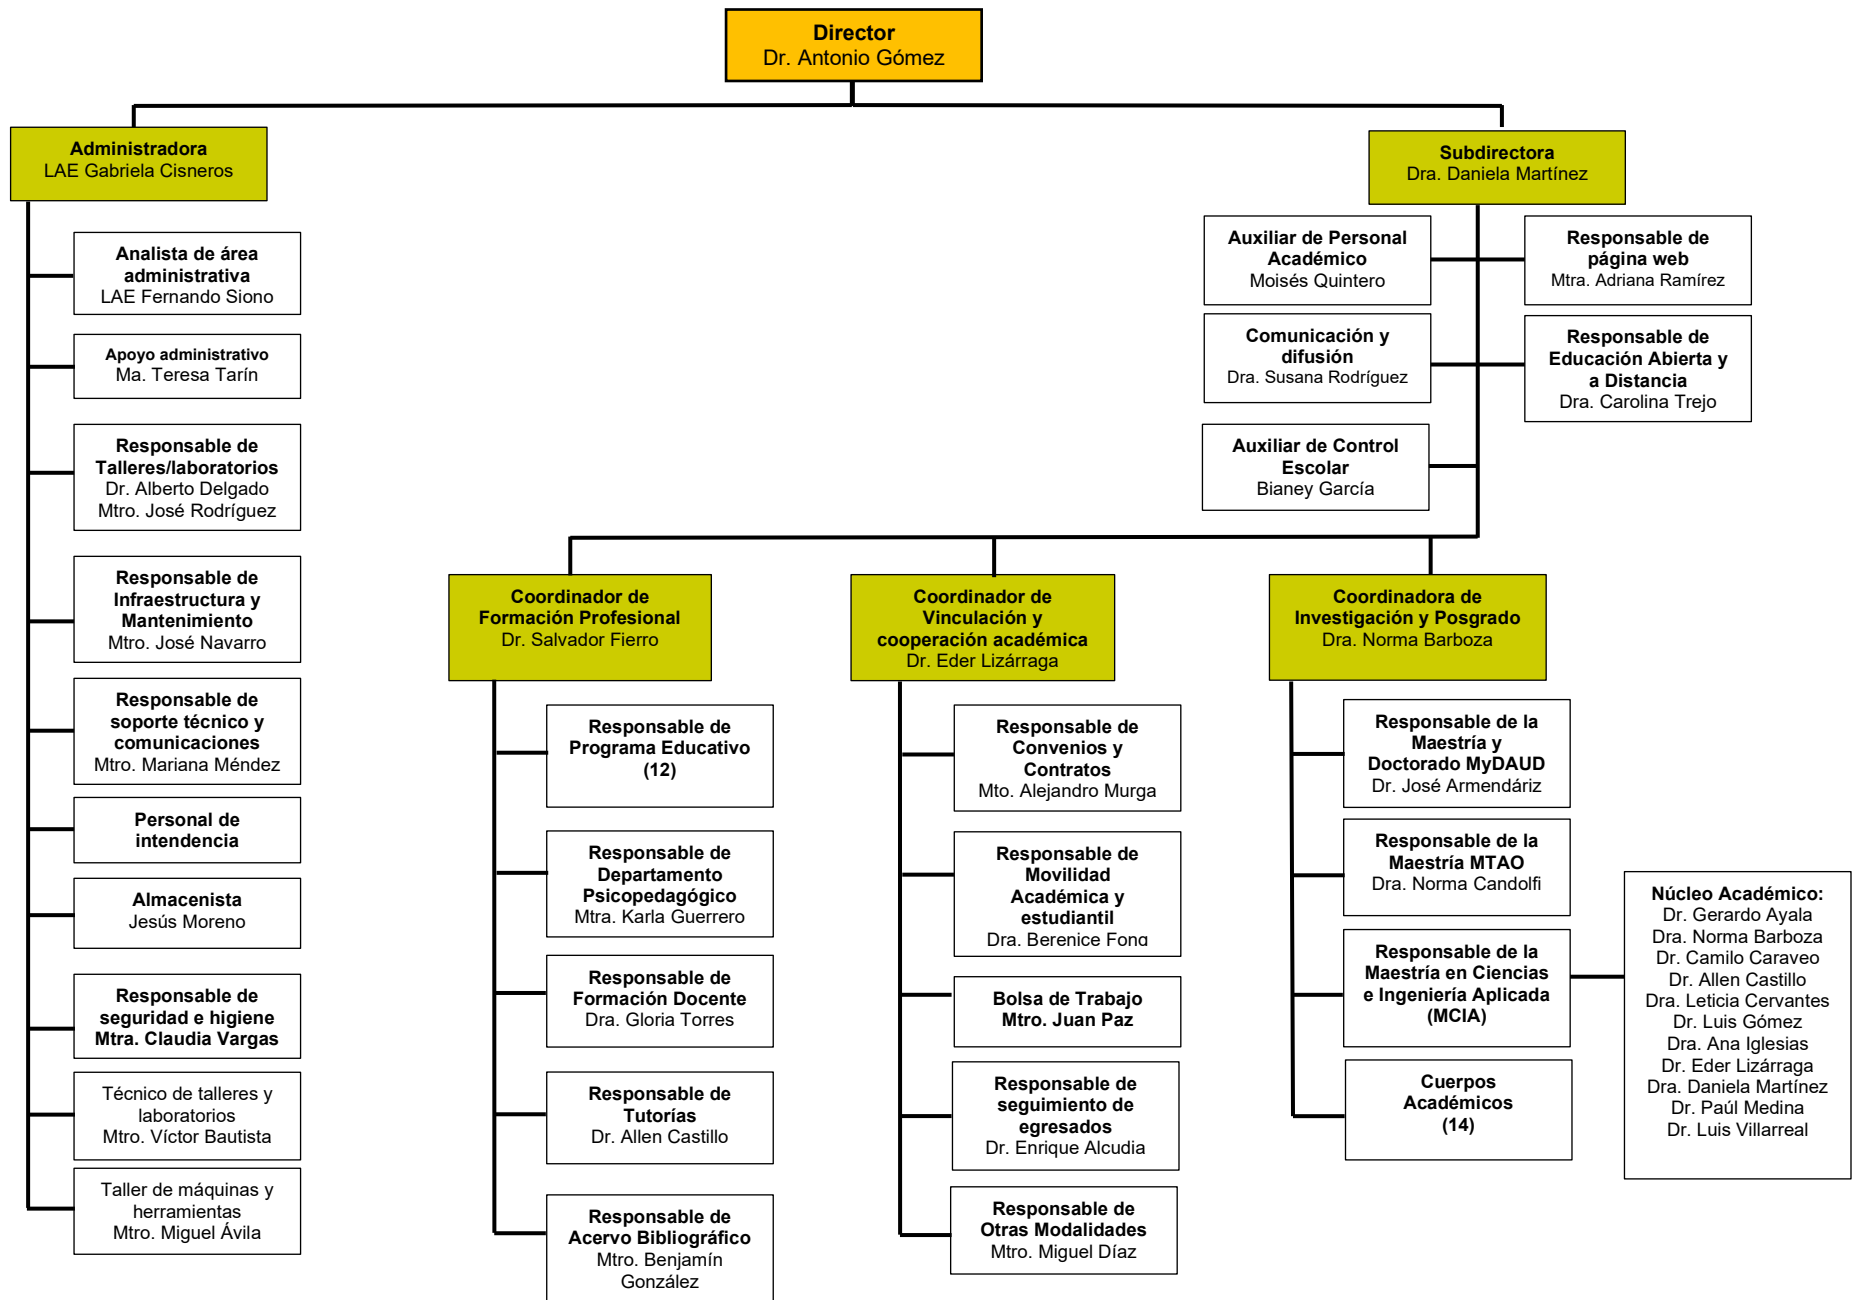 Director
Dr. Antonio Gómez
Administradora
LAE Gabriela Cisneros
Subdirectora
Dra. Daniela Martínez
Analista de área
administrativa
LAE Fernando Siono
Apoyo administrativo
Ma. Teresa Tarín
Responsable de
Talleres/laboratorios
Dr. Alberto Delgado
Mtro. José Rodríguez
Responsable de
Infraestructura y
Mantenimiento
Mtro. José Navarro
Responsable de
soporte técnico y
comunicaciones
Mtro. Mariana Méndez
Personal de
intendencia
Almacenista
Jesús Moreno
Responsable de
seguridad e higiene
Mtra. Claudia Vargas
Técnico de talleres y
laboratorios
Mtro. Víctor Bautista
Taller de máquinas y
herramientas
Mtro. Miguel Ávila
Auxiliar de Personal
Académico
Moisés Quintero
Responsable de
página web
Mtra. Adriana Ramírez
Comunicación y
difusión
Dra. Susana Rodríguez
Responsable de
Educación Abierta y
a Distancia
Dra. Carolina Trejo
Auxiliar de Control
Escolar
Bianey García
Coordinador de
Formación Profesional
Dr. Salvador Fierro
Responsable de
Programa Educativo
(12)
Responsable de
Departamento
Psicopedagógico
Mtra. Karla Guerrero
Responsable de
Formación Docente
Dra. Gloria Torres
Responsable de
Tutorías
Dr. Allen Castillo
Responsable de
Acervo Bibliográfico
Mtro. Benjamín
González
Coordinador de
Vinculación y
cooperación académica
Dr. Eder Lizárraga
Responsable de
Convenios y
Contratos
Mto. Alejandro Murga
Responsable de
Movilidad
Académica y
estudiantil
Dra. Berenice Fong
Bolsa de Trabajo
Mtro. Juan Paz
Responsable de
seguimiento de
egresados
Dr. Enrique Alcudia
Responsable de
Otras Modalidades
Mtro. Miguel Díaz
Coordinadora de
Investigación y Posgrado
Dra. Norma Barboza
Responsable de la
Maestría y
Doctorado MyDAUD
Dr. José Armendáriz
Responsable de la
Maestría MTAO
Dra. Norma Candolfi
Responsable de la
Maestría en Ciencias
e Ingeniería Aplicada
(MCIA)
Cuerpos
Académicos
(14)
Núcleo Académico:
Dr. Gerardo Ayala
Dra. Norma Barboza
Dr. Camilo Caraveo
Dr. Allen Castillo
Dra. Leticia Cervantes
Dr. Luis Gómez
Dra. Ana Iglesias
Dr. Eder Lizárraga
Dra. Daniela Martínez
Dr. Paúl Medina
Dr. Luis Villarreal